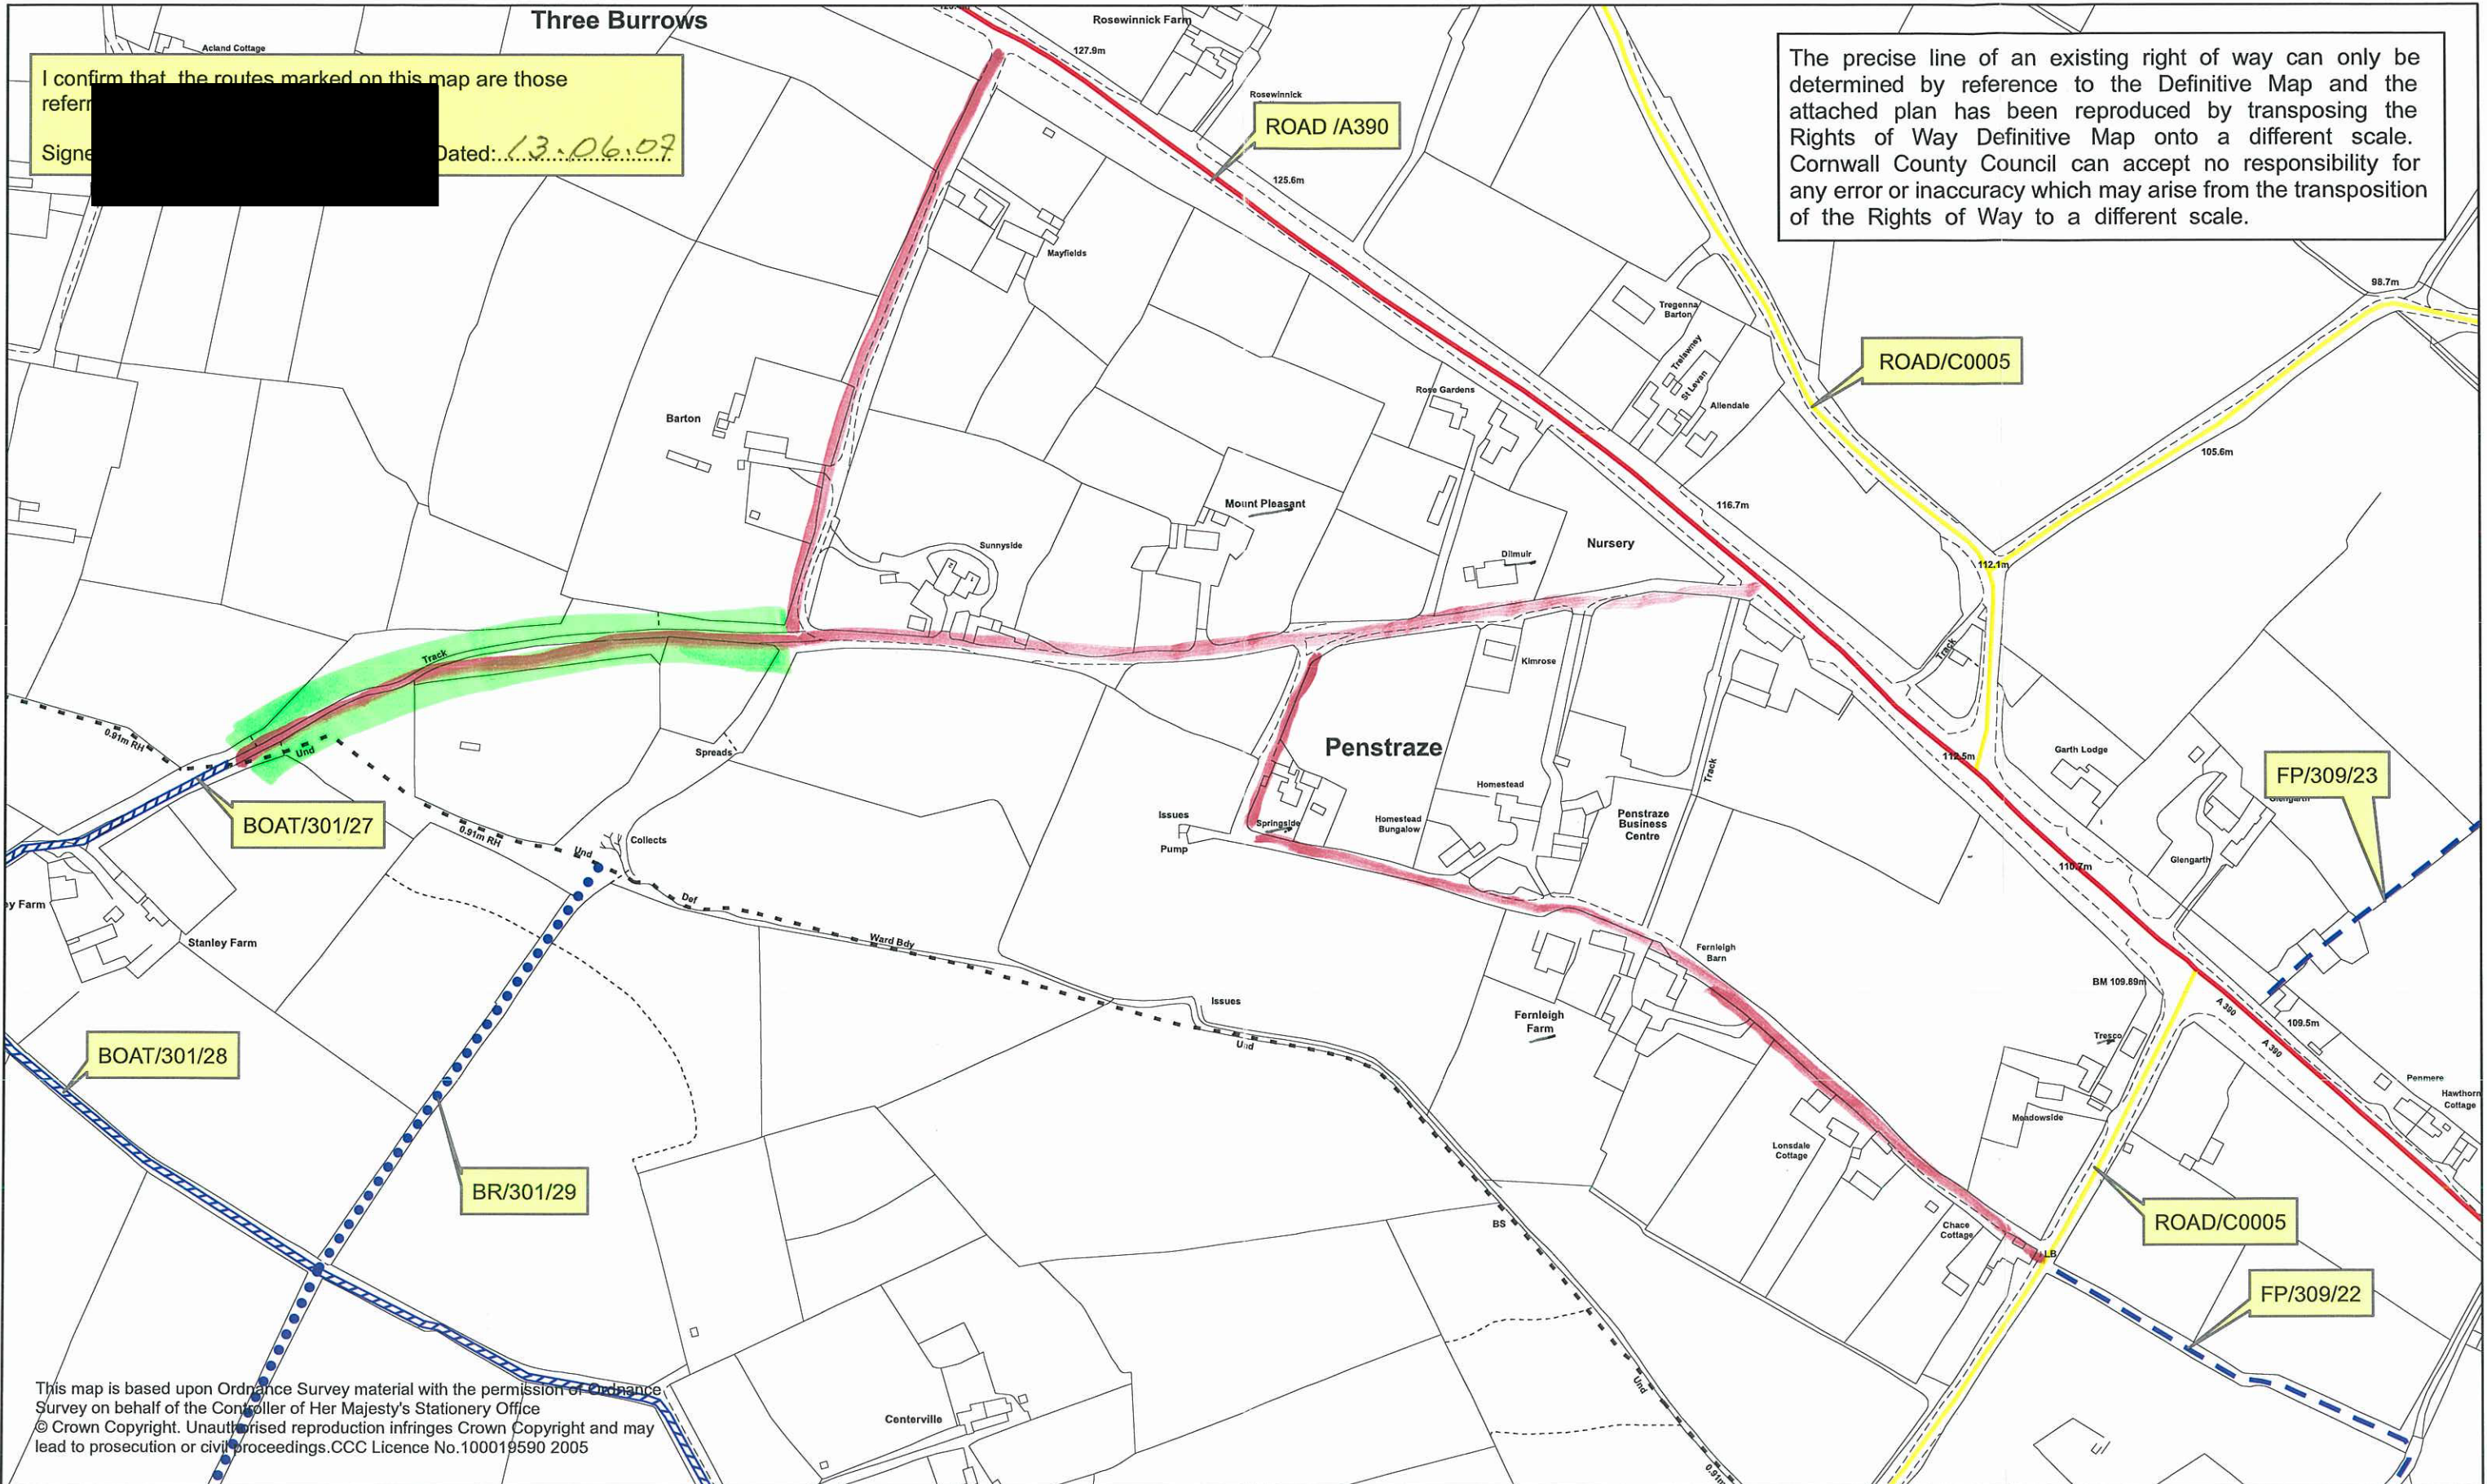 Three Burrows
Rosewinnick Farm
127.9m
Acland Cottage
I confirm that the routes marked on this map are those
Dated: 13.06.07
Rosewinnick
ROAD /A390
125.6m
The precise line of an existing right of way can only be
determined by reference to the Definitive Map and the
attached plan has been reproduced by transposing the
Rights of Way Definitive Map onto a different scale.
Cornwall County Council can accept no responsibility for
any error or inaccuracy which may arise from the transposition
of the Rights of Way to a different scale.
Mayfields
98.7m
Tregenna
Barton
Trelawney
St Levan
ROAD/C0005
Rose Gardens
Allendale
Barton
105.6m
Mount Pleasant
116.7m
Sunnyside
Nursery
Dilmuir
112.1m
Track
Track
Kimrose
0.91m RH
Und
Spreads
Penstraze
Track
112.5m
Garth Lodge
FP/309/23
Glengarth
BOAT/301/27
0.91m RH
Und
Collects
Issues
Pump
Springside
Homestead
Homestead
Bungalow
Penstraze
Business
Centre
110.7m
Glengarth
ey Farm
Stanley Farm
Def
Ward Bdy
Fernleigh
Barn
BM 109.89m
Issues
Und
Fernleigh
Farm
A 390
109.5m
A 390
Tresco
Penmere
Hawthorn
Cottage
BOAT/301/28
Meadowside
Lonsdale
Cottage
BR/301/29
BS
Chace
Cottage
ROAD/C0005
LB
FP/309/22
Und
Centerville
0.91m
This map is based upon Ordnance Survey material with the permission of Ordnance
Survey on behalf of the Controller of Her Majesty's Stationery Office
© Crown Copyright. Unauthorised reproduction infringes Crown Copyright and may
lead to prosecution or civil proceedings.CCC Licence No.100019590 2005